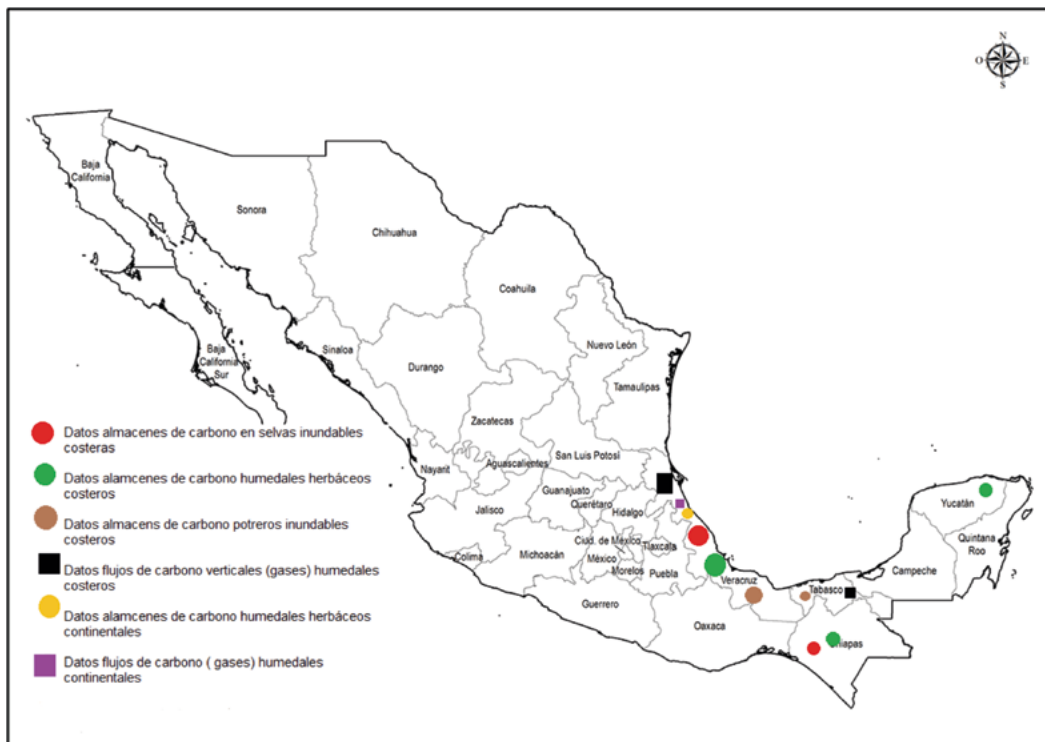 N
O
E
S
Baja
California
Sonora
Chihuahua
Coahuila
Nuevo León
Sinaloa
Durango
Tamaulipas
Baja
California
Sur
Zacatecas
San Luis Potosí
Nayarit
Aguascalientes
Guanajuato
Querétaro
Hidalgo
Jalisco
Ciud. de México
Tlaxcala
México
Colima
Michoacán
Morelos
Puebla
Veracruz
Guerrero
Oaxaca
Tabasco
Chiapas
Campeche
Yucatán
Quintana
Roo
Datos almacenes de carbono en selvas inundables
costeras
Datos alamcenes de carbono humedales herbáceos
costeros
Datos almacens de carbono potreros inundables
costeros
Datos flujos de carbono verticales (gases) humedales
costeros
Datos alamcenes de carbono humedales herbáceos
continentales
Datos flujos de carbono ( gases) humedales
continentales